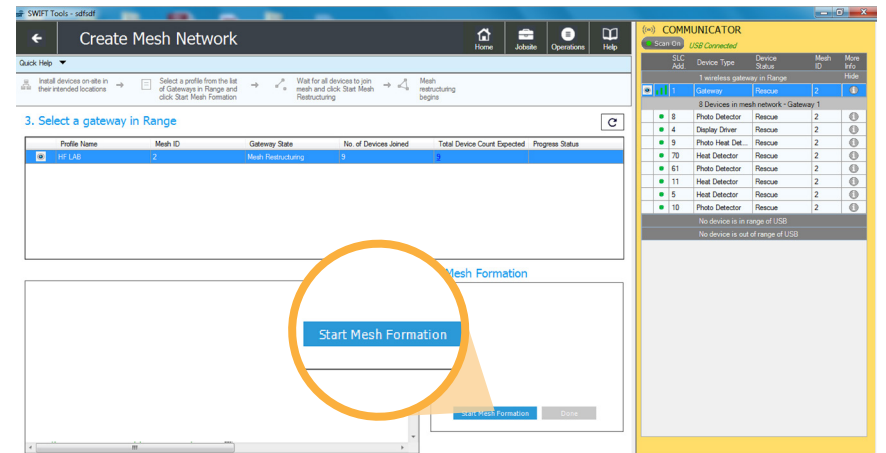 SWIFT Tools - sdfsdf
Create Mesh Network
Home
Jobsite
Operations
Help
Quick Help
Install devices on-site in
their intended locations
Select a profile from the list
of Gateways in Range and
click Start Mesh Formation
Wait for all devices to join
mesh and click Start Mesh
Restructuring
Mesh
restructuring
begins
3. Select a gateway in Range
Profile Name Mesh ID Gateway State No. of Devices Joined Total Device Count Expected Progress Status
HF LAB 2 Mesh Restructuring 9 9
Mesh Formation
Start Mesh Formation
Start Mesh Formation Done
COMMUNICATOR
Scan On USB Connected
SLC Add. Device Type Device Status Mesh ID More Info
1 wireless gateway in Range Hide
1 Gateway Rescue 2
8 Devices in mesh network - Gateway 1
8 Photo Detector Rescue 2
4 Display Driver Rescue 2
9 Photo Heat Det... Rescue 2
70 Heat Detector Rescue 2
61 Photo Detector Rescue 2
11 Heat Detector Rescue 2
5 Heat Detector Rescue 2
10 Photo Detector Rescue 2
No device is in range of USB
No device is out of range of USB